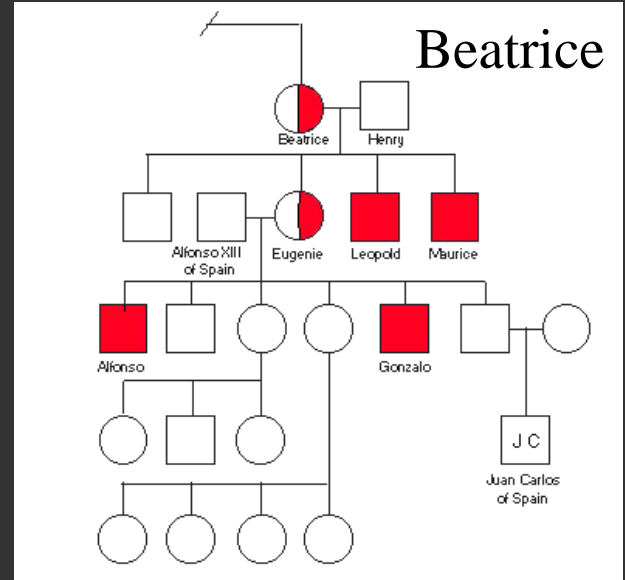 Beatrice
Beatrice
Henry
Alfonso XIII
of Spain
Eugenie
Leopold
Maurice
Alfonso
Gonzalo
J C
Juan Carlos
of Spain